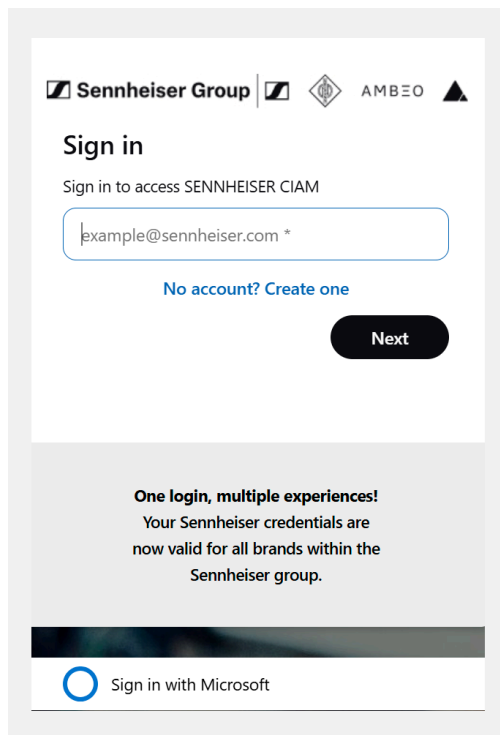 Sennheiser Group AMBEO
Sign in
Sign in to access SENNHEISER CIAM
example@sennheiser.com *
No account? Create one
Next
One login, multiple experiences!
Your Sennheiser credentials are
now valid for all brands within the
Sennheiser group.
Sign in with Microsoft